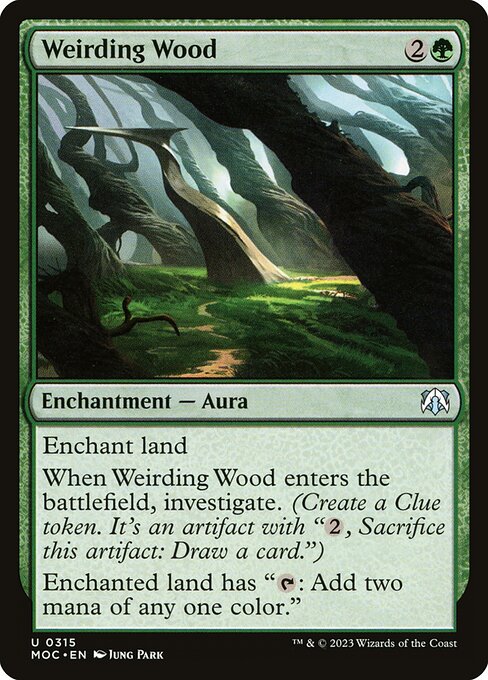 Weirding Wood 2
Enchantment — Aura
Enchant land
When Weirding Wood enters the
battlefield, investigate. (Create a Clue
token. It's an artifact with “2, Sacrifice
this artifact: Draw a card.”)
Enchanted land has “: Add two
mana of any one color.”
U 0315
MOC • EN Jung Park
™ & © 2023 Wizards of the Coast